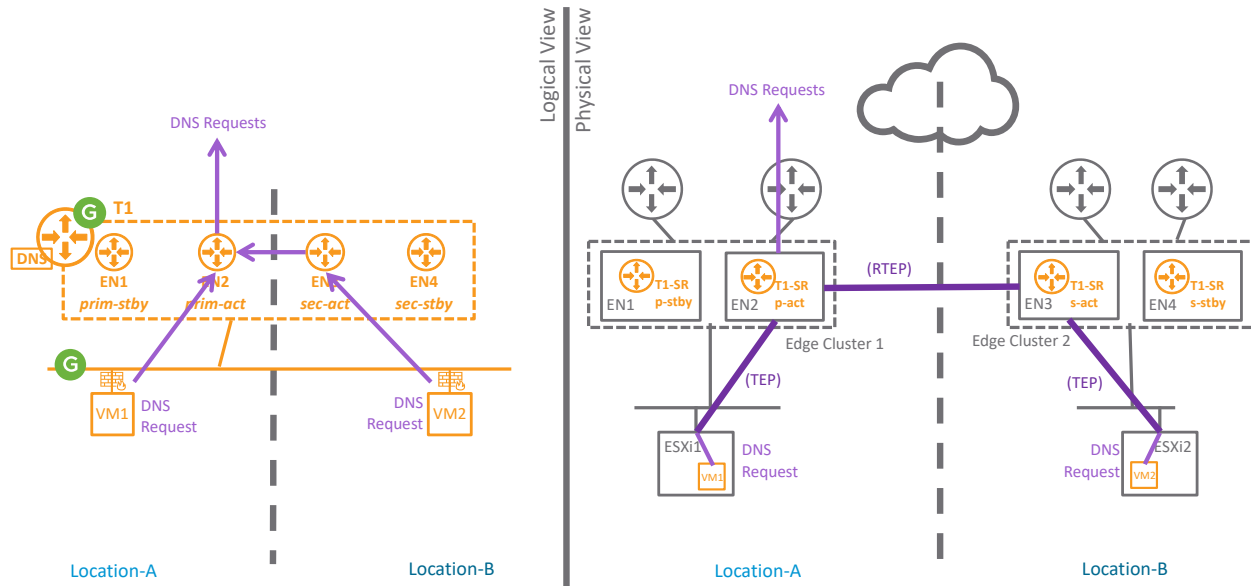 Logical View
Physical View
DNS Requests
G
T1
DNS
EN1
prim-stby
EN2
prim-act
sec-act
EN4
sec-stby
G
VM1
DNS
Request
DNS
Request
VM2
Location-A
Location-B
DNS Requests
EN1
T1-SR
p-stby
EN2
T1-SR
p-act
(RTEP)
EN3
T1-SR
s-act
EN4
T1-SR
s-stby
Edge Cluster 1
Edge Cluster 2
(TEP)
(TEP)
ESXi1
VM1
DNS
Request
DNS
Request
ESXi2
VM2
Location-A
Location-B